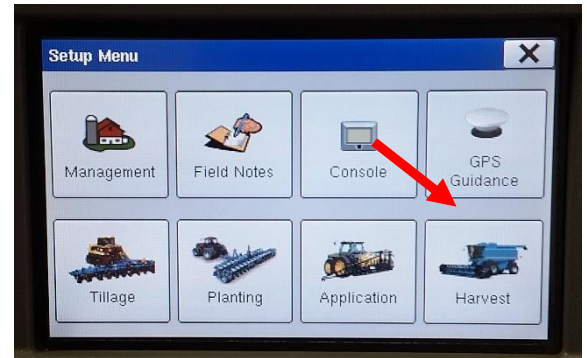 Setup Menu
X
Management
Field Notes
Console
GPS
Guidance
Tillage
Planting
Application
Harvest